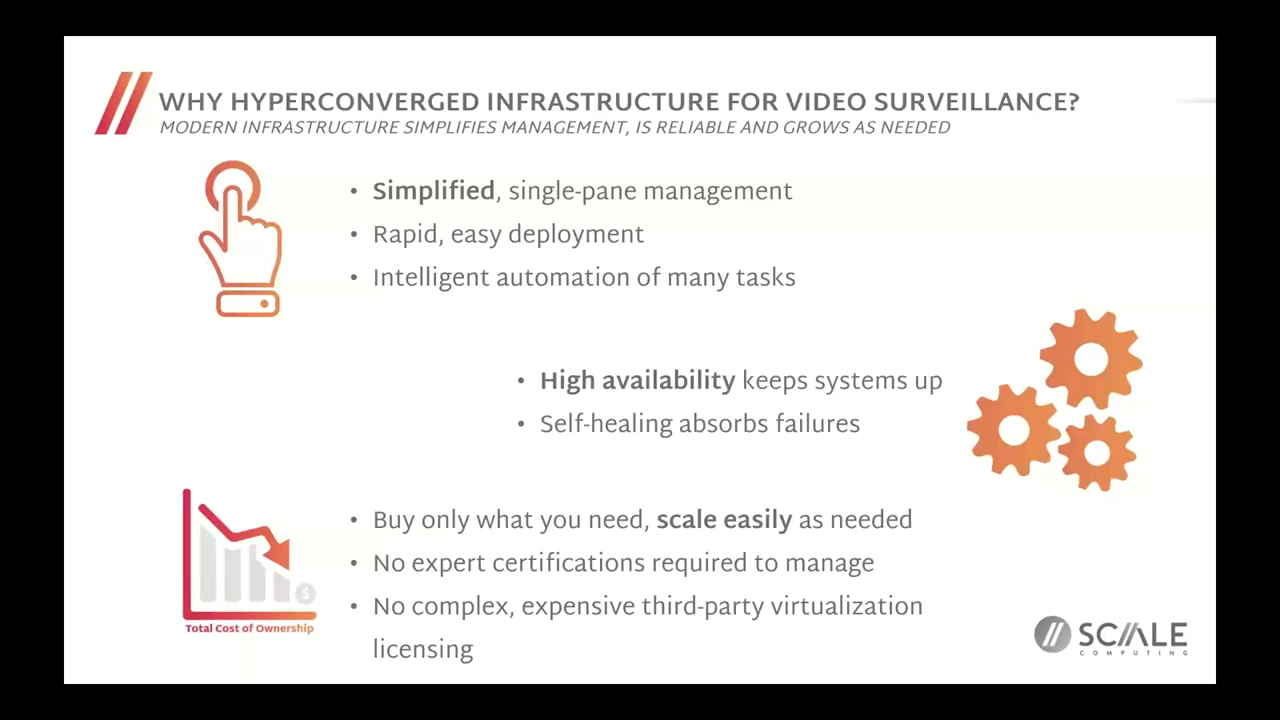 WHY HYPERCONVERGED INFRASTRUCTURE FOR VIDEO SURVEILLANCE?
MODERN INFRASTRUCTURE SIMPLIFIES MANAGEMENT, IS RELIABLE AND GROWS AS NEEDED
• Simplified, single-pane management
• Rapid, easy deployment
• Intelligent automation of many tasks
• High availability keeps systems up
• Self-healing absorbs failures
• Buy only what you need, scale easily as needed
• No expert certifications required to manage
• No complex, expensive third-party virtualization
licensing
$
Total Cost of Ownership
SCALE
COMPUTING